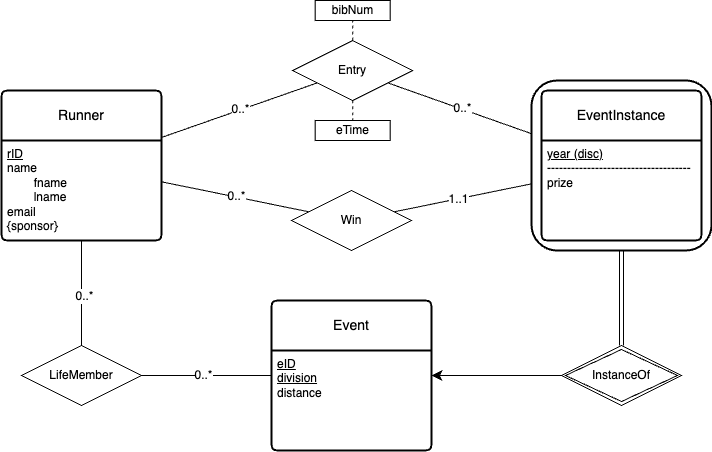 bibNum
Entry
0..*
0..*
eTime
Runner
rID
name
fname
lname
email
{sponsor}
EventInstance
year (disc)
prize
0..*
Win
1..1
0..*
LifeMember
0..*
Event
eID
division
distance
InstanceOf